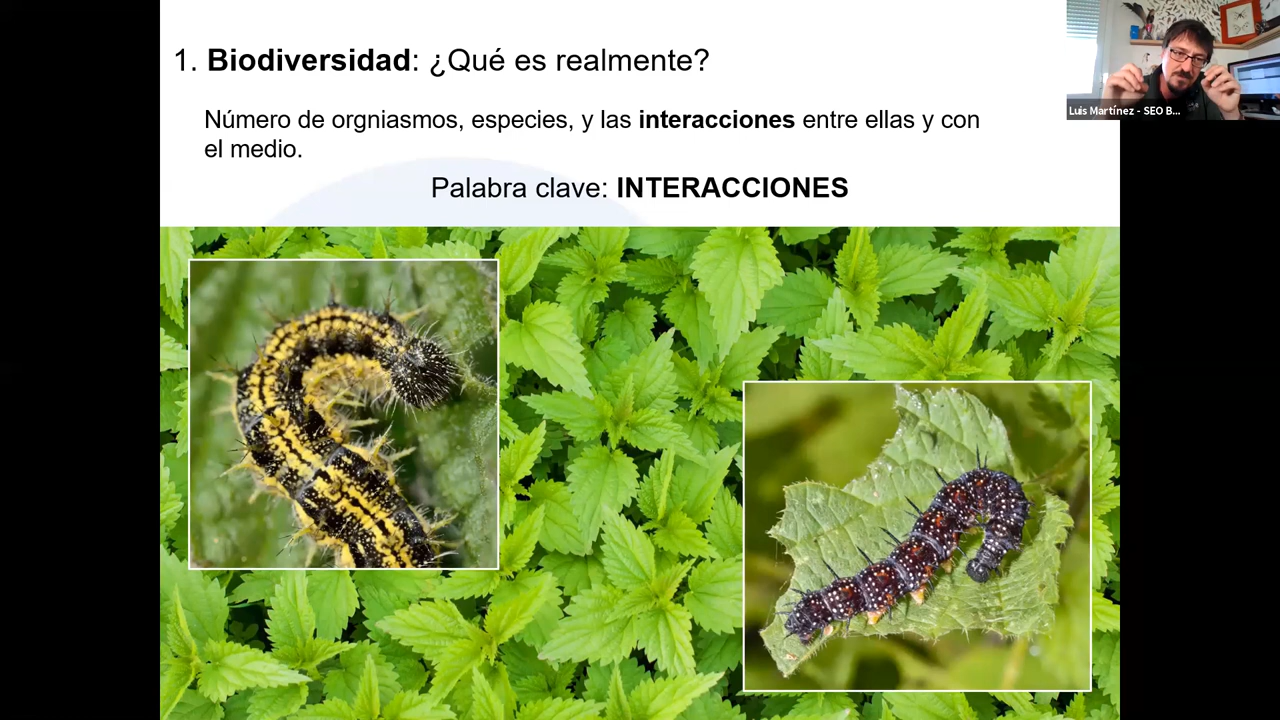 1. Biodiversidad: ¿Qué es realmente?
Número de orgniamos, especies, y las interacciones entre ellas y con
el medio.
Palabra clave: INTERACCIONES
Luis Martínez - SEO B...